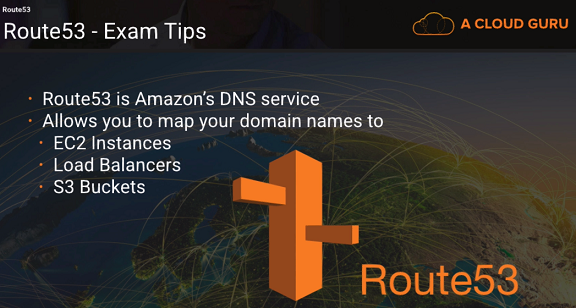 Route53
Route53 - Exam Tips
A CLOUD GURU
• Route53 is Amazon's DNS service
• Allows you to map your domain names to
• EC2 Instances
• Load Balancers
• S3 Buckets
Route53